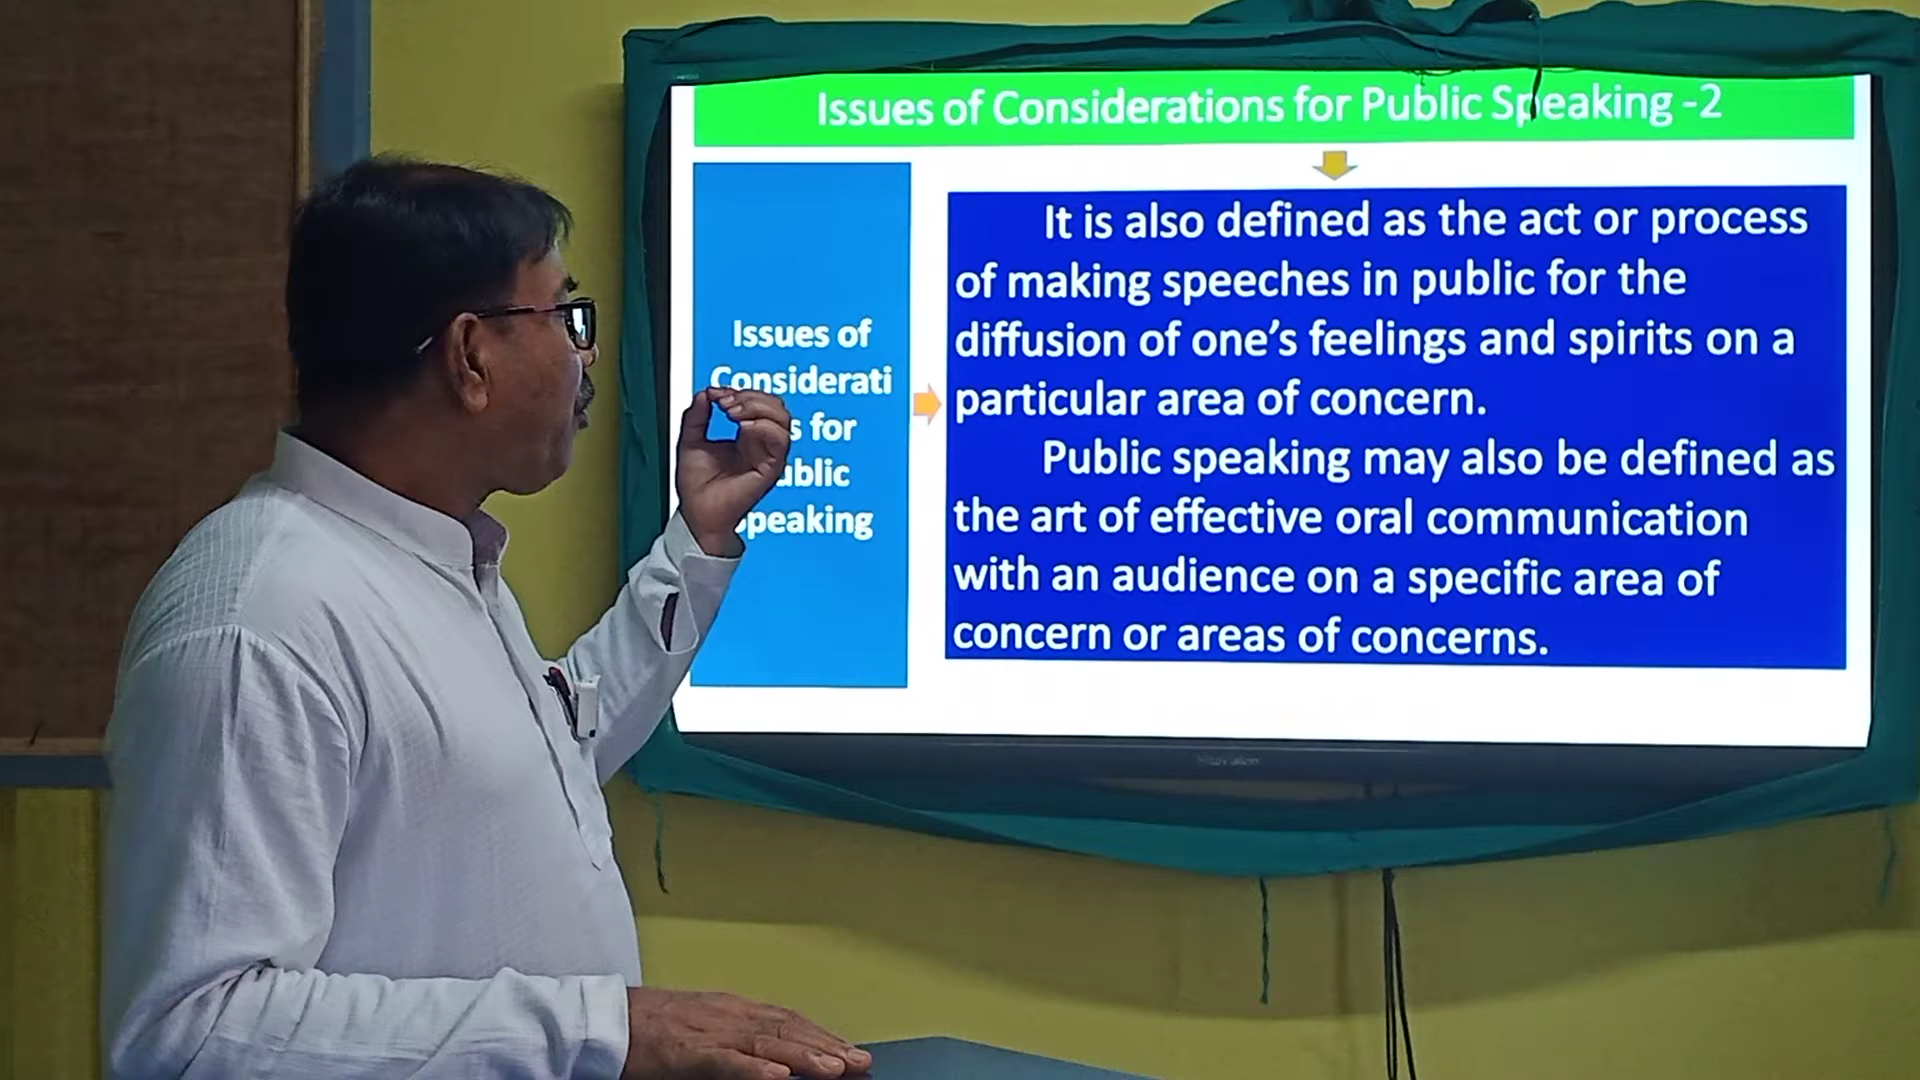 Issues of Considerations for Public Speaking -2
Issues of
Considerati
s for
ublic
peaking
It is also defined as the act or process
of making speeches in public for the
diffusion of one’s feelings and spirits on a
particular area of concern.
Public speaking may also be defined as
the art of effective oral communication
with an audience on a specific area of
concern or areas of concerns.